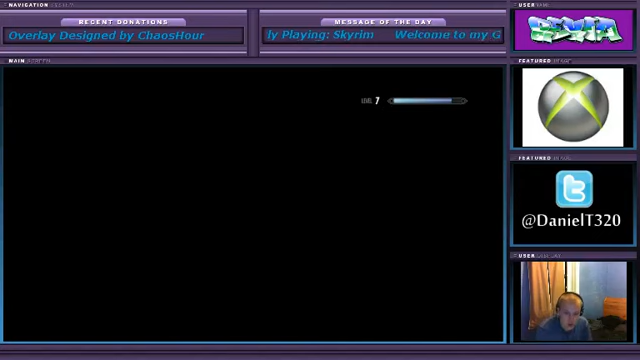 NAVIGATION
RECENT DONATIONS
Overlay Designed by ChaosHour
MESSAGE OF THE DAY
ly Playing: Skyrim Welcome to my G
USER
MAIN SCREEN
LEVEL 7
FEATURED
FEATURED
@DanielT320
USER